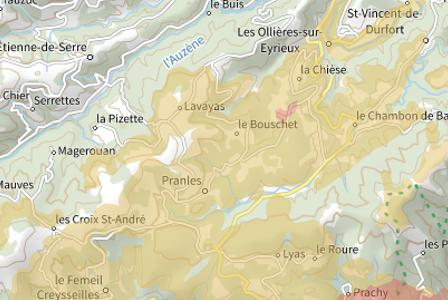 le Buis
St-Vincent-de-
Durfort
Les Ollières-sur-
Eyrieux
Étienne-de-Serre
l'Auzène
la Chièse
Chier
Serrettes
Lavayas
la Pizette
le Bouschet
le Chambon de Ba
Magerouan
Pranles
Mauves
les Croix St-André
Lyas
le Roure
les P
le Femeil
Creysseilles
Prachy